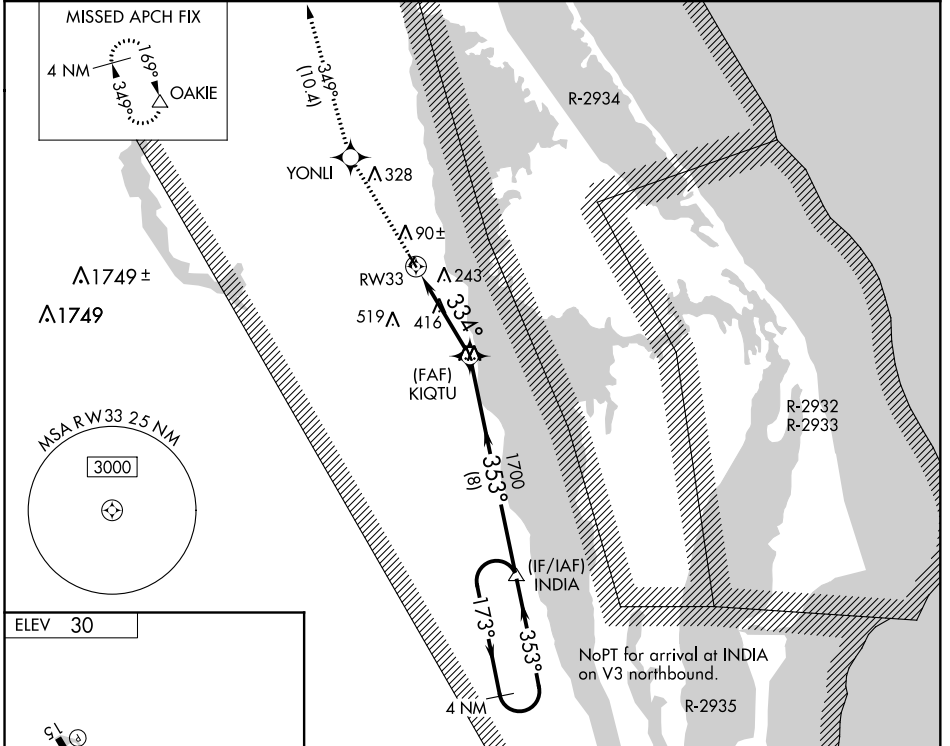 MISSED APCH FIX
4 NM
169°
349°
OAKIE
349°
(10.4)
R-2934
YONLI
328
90±
RW33
243
1749 ±
1749
519
416
334°
(FAF)
KIQTU
R-2932
R-2933
MSA RW33 25 NM
3000
1700
353°
(8)
(IF/IAF)
INDIA
173°
353°
4 NM
NoPT for arrival at INDIA
on V3 northbound.
R-2935
ELEV 30
15
P